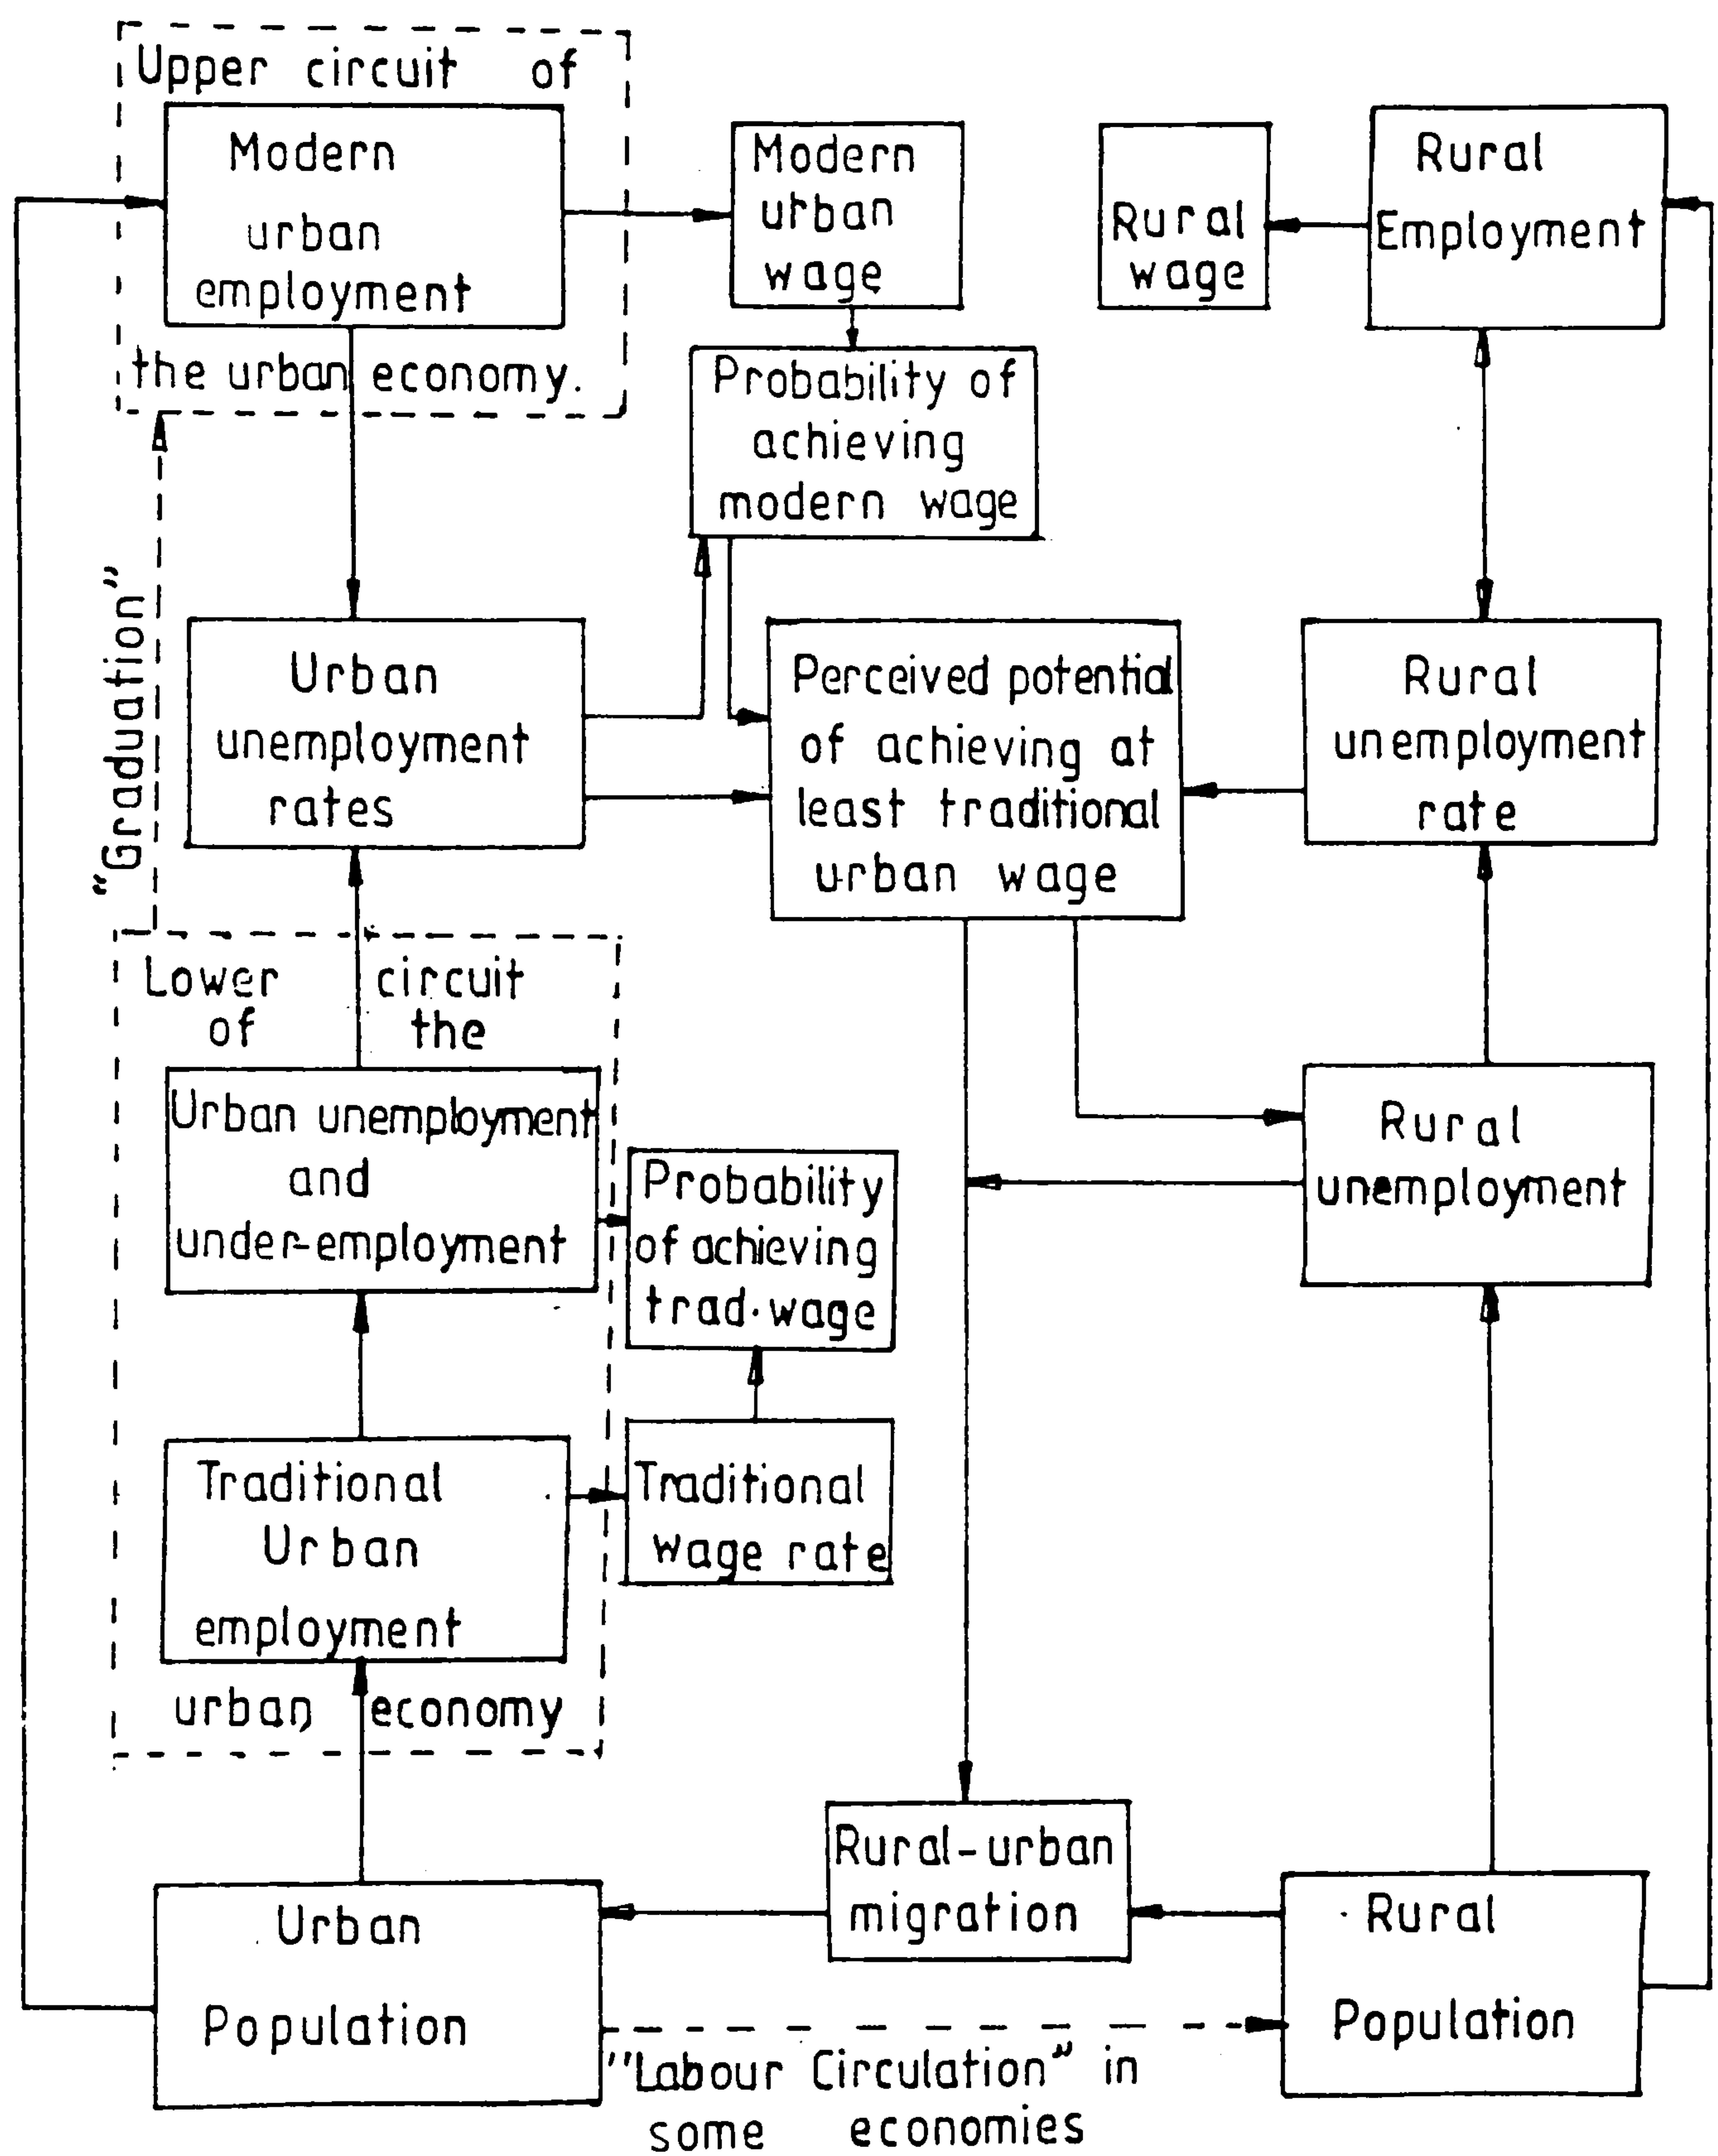 Upper circuit of
Modern
urban
employment
the urban economy.
Modern
urban
wage
Rural
wage
Rural
Employment
Probability of
achieving
modern wage
"Graduation"
Urban
unemployment
rates
Perceived potential
of achieving at
least traditional
urban wage
Rural
unemployment
rate
Lower circuit
of the
Urban unemployment
and
under-employment
Probability
of achieving
trad. wage
Rural
unemployment
Traditional
Urban
employment
Traditional
wage rate
urban economy
Rural-urban
migration
Urban
Population
Rural
Population
"Labour Circulation" in
some economies